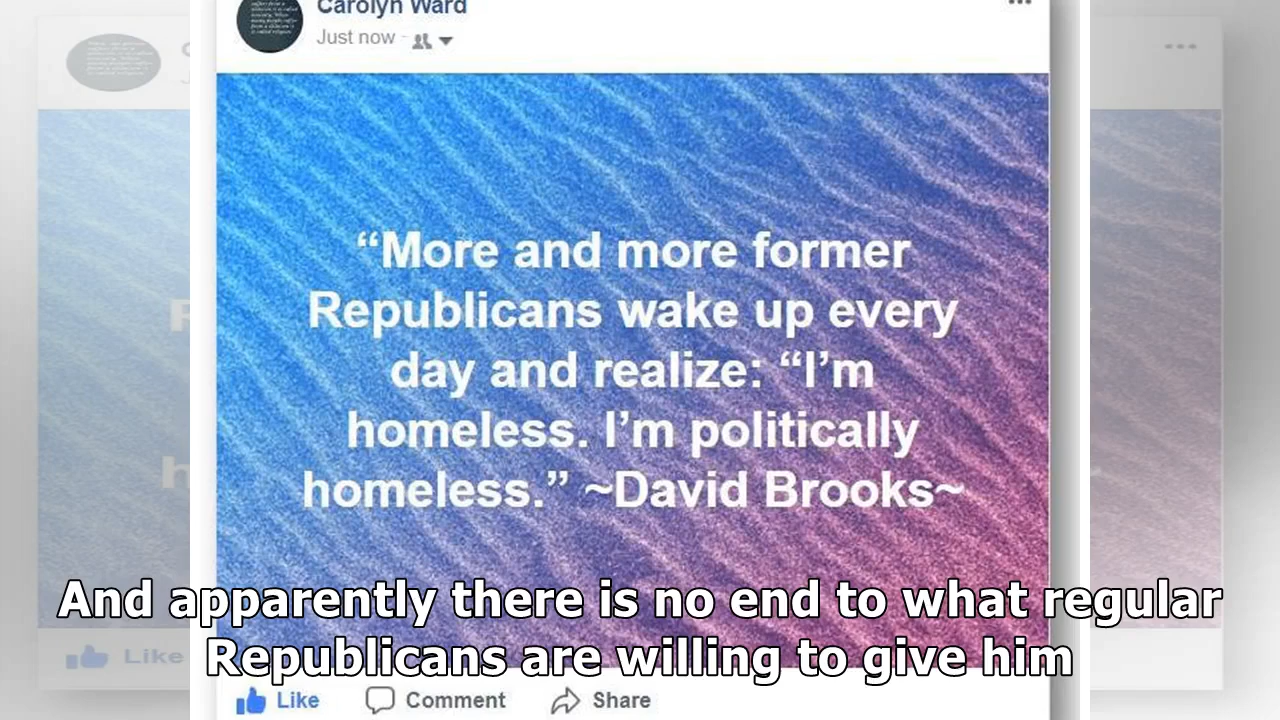 Carolyn Ward
Just now
“More and more former
Republicans wake up every
day and realize: “I’m
homeless. I’m politically
homeless.” ~David Brooks~
And apparently there is no end to what regular
Republicans are willing to give him
Like
Like Comment Share